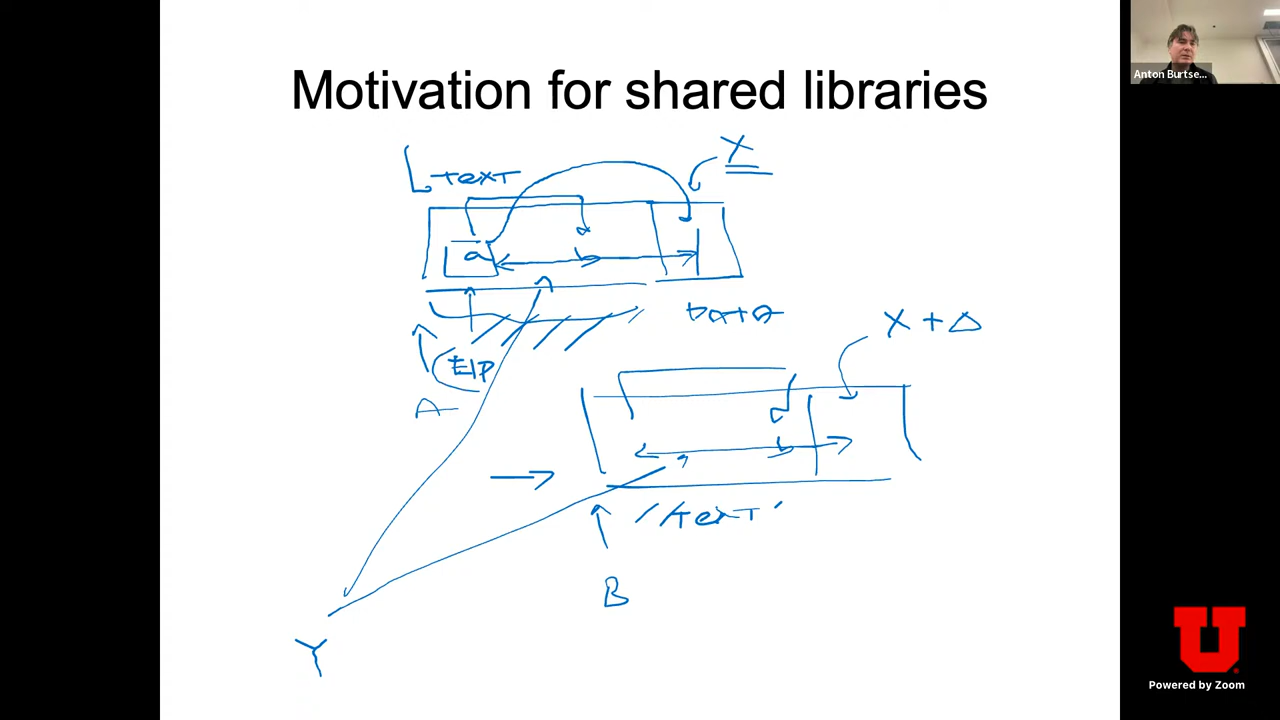 Motivation for shared libraries
Anton Burtse...
X
text
a
DATA
X + Δ
EIP
A
"text"
B
Y
U
Powered by Zoom